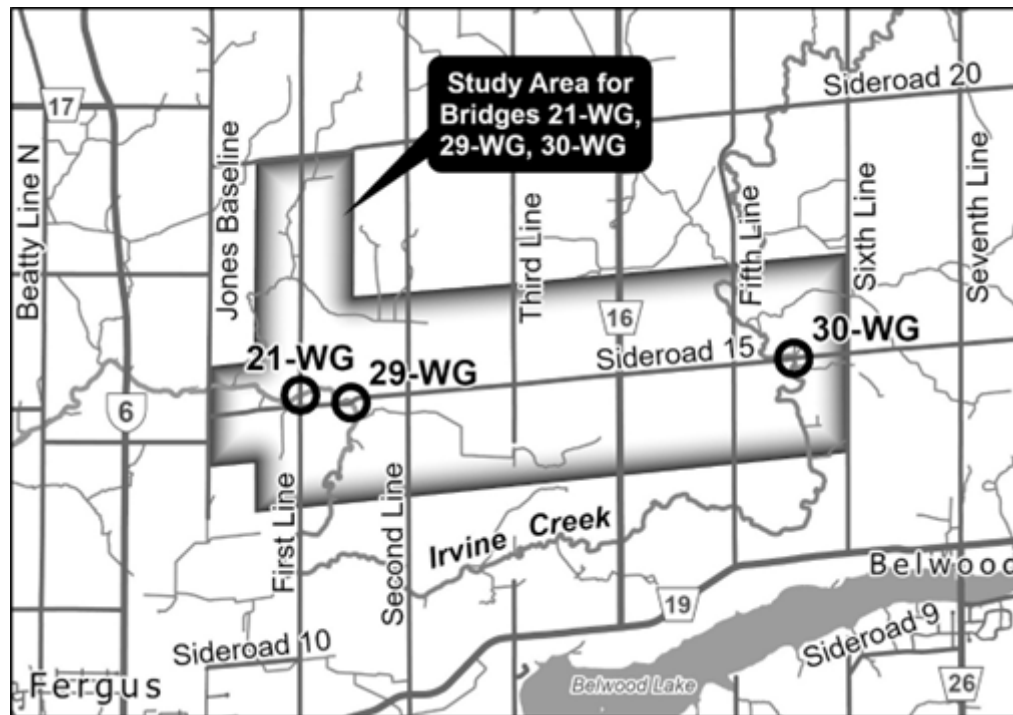 Study Area for
Bridges 21-WG,
29-WG, 30-WG
Sideroad 20
17
Beatty Line N
Jones Baseline
Third Line
Fifth Line
Sixth Line
Seventh Line
16
30-WG
Sideroad 15
21-WG
29-WG
6
First Line
Second Line
Irvine Creek
Belwood
19
Sideroad 10
Sideroad 9
Fergus
Belwood Lake
26